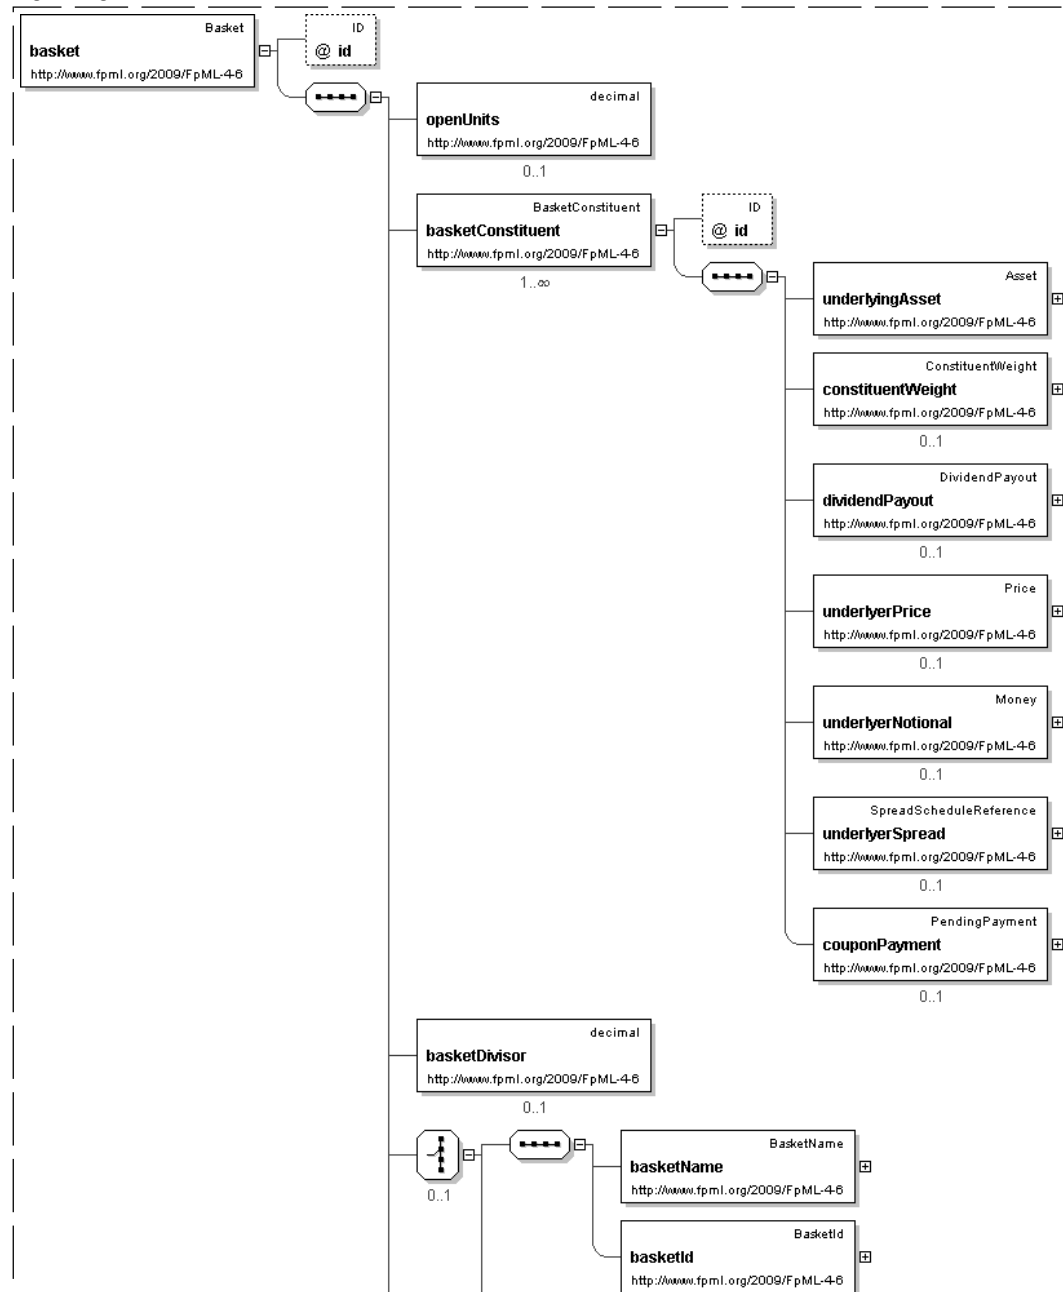 Basket
basket
http://www.fpml.org/2009/FpML-4-6
ID
@ id
decimal
openUnits
http://www.fpml.org/2009/FpML-4-6
0..1
BasketConstituent
basketConstituent
http://www.fpml.org/2009/FpML-4-6
1..∞
ID
@ id
Asset
underlyingAsset
http://www.fpml.org/2009/FpML-4-6
ConstituentWeight
constituentWeight
http://www.fpml.org/2009/FpML-4-6
0..1
DividendPayout
dividendPayout
http://www.fpml.org/2009/FpML-4-6
0..1
Price
underlyerPrice
http://www.fpml.org/2009/FpML-4-6
0..1
Money
underlyerNotional
http://www.fpml.org/2009/FpML-4-6
0..1
SpreadScheduleReference
underlyerSpread
http://www.fpml.org/2009/FpML-4-6
0..1
PendingPayment
couponPayment
http://www.fpml.org/2009/FpML-4-6
0..1
decimal
basketDivisor
http://www.fpml.org/2009/FpML-4-6
0..1
0..1
BasketName
basketName
http://www.fpml.org/2009/FpML-4-6
BasketId
basketId
http://www.fpml.org/2009/FpML-4-6